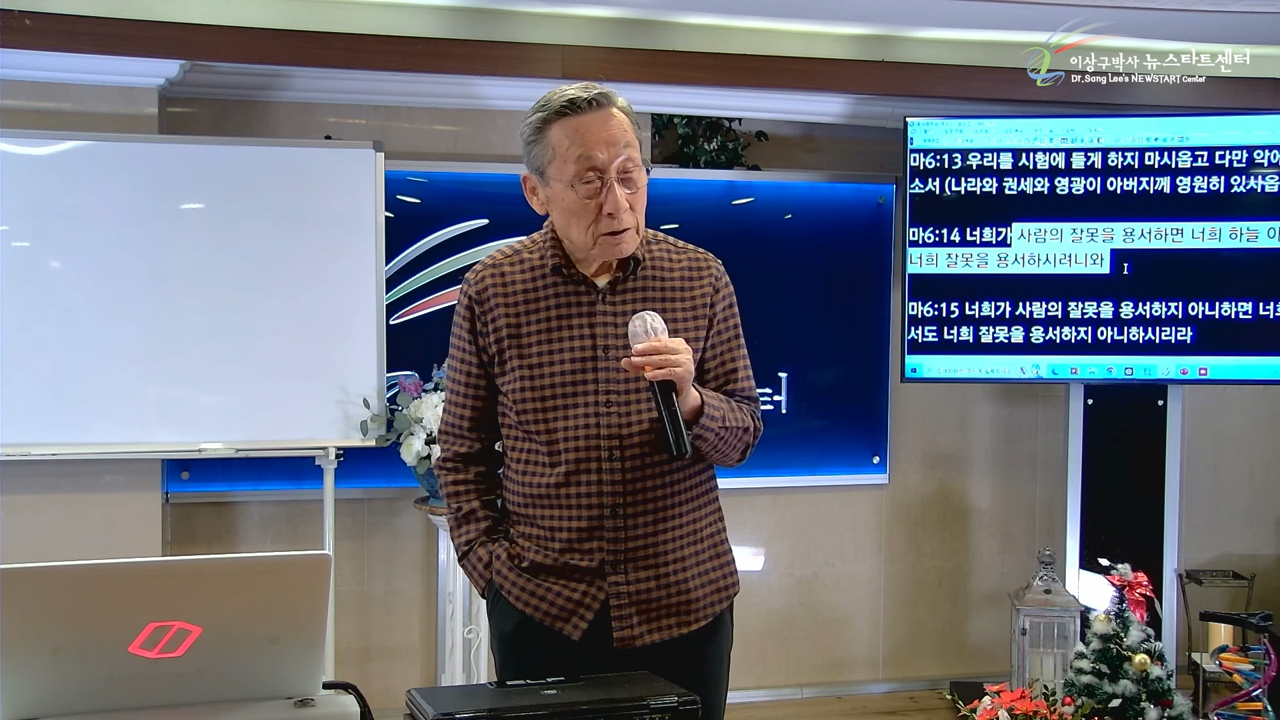 이상구박사 뉴스타트센터
Dr. Sang Lee's NEWSTART Center
마6:13 우리를 시험에 들게 하지 마시옵고 다만 악에
소서 (나라와 권세와 영광이 아버지께 영원히 있사옵
마6:14 너희가 사람의 잘못을 용서하면 너희 하늘 아
너희 잘못을 용서하시려니와
마6:15 너희가 사람의 잘못을 용서하지 아니하면 너희
서도 너희 잘못을 용서하지 아니하시리라
터